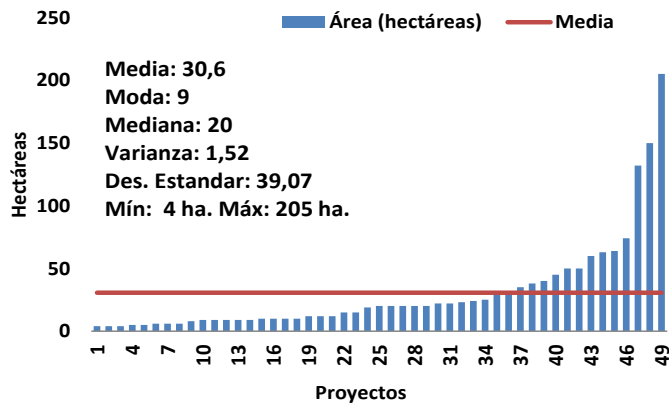 250
Área (hectáreas)
Media
200
150
100
50
0
Hectáreas
Media: 30,6
Moda: 9
Mediana: 20
Varianza: 1,52
Des. Estandar: 39,07
Mín: 4 ha. Máx: 205 ha.
1 4 7 10 13 16 19 22 25 28 31 34 37 40 43 46 49
Proyectos